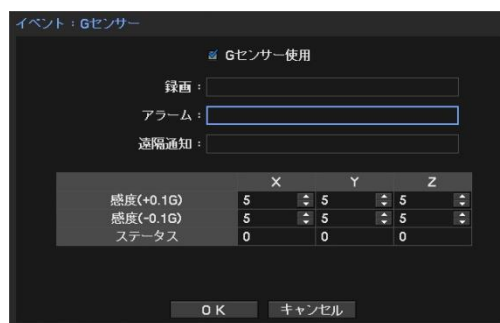 イベント：Gセンサー
Gセンサー使用
録画：
アラーム：
遠隔通知：
X Y Z
感度(+0.1G) 5 5 5
感度(-0.1G) 5 5 5
ステータス 0 0 0
OK キャンセル